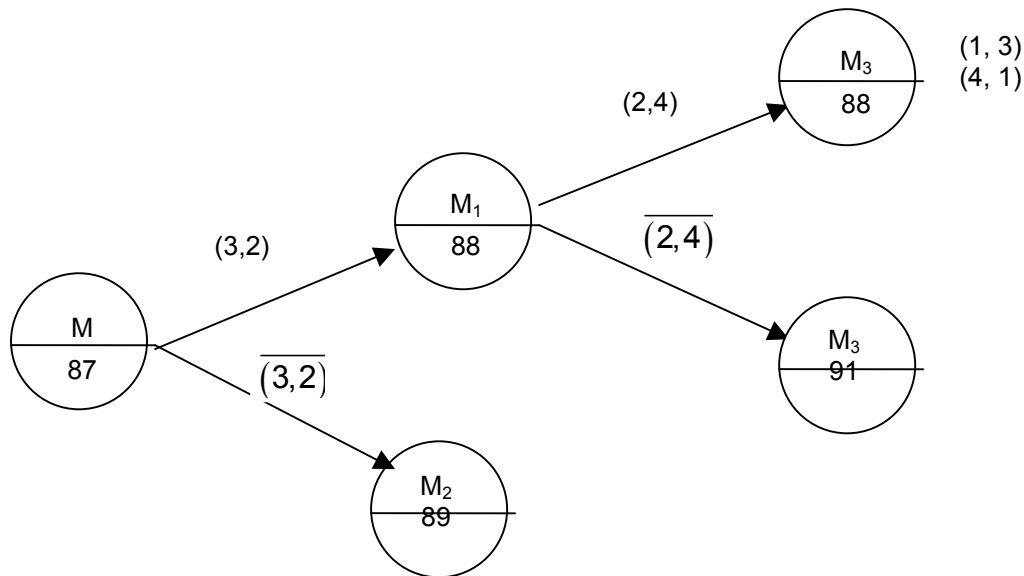 (1, 3)
(4, 1)
M₃
88
(2,4)
M₁
88
(2,4)
(3,2)
M₃
91
M
87
(3,2)
M₂
89